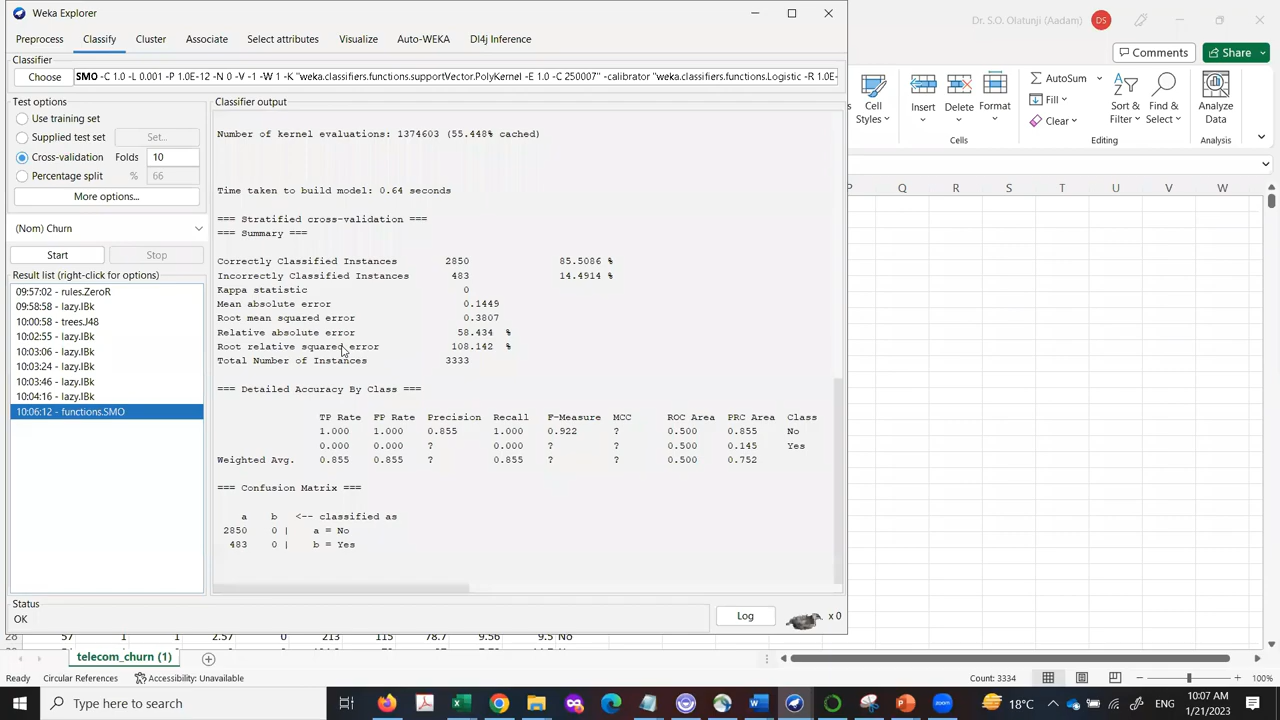 Weka Explorer
Dr. S.O. Olatunji (Aadam) DS
Preprocess Classify Cluster Associate Select attributes Visualize Auto-WEKA Dl4j Inference
Comments Share
Classifier
Choose SMO -C 1.0 -L 0.001 -P 1.0E-12 -N 0 -V -1 -W 1 -K "weka.classifiers.functions.supportVector.PolyKernel -E 1.0 -C 250007" -calibrator "weka.classifiers.functions.Logistic -R 1.0E-
Test options
Use training set
Supplied test set Set...
Cross-validation Folds 10
Percentage split % 66
More options...
(Nom) Churn
Start Stop
Result list (right-click for options)
09:57:02 - rules.ZeroR
09:58:58 - lazy.IBk
10:00:58 - trees.J48
10:02:55 - lazy.IBk
10:03:06 - lazy.IBk
10:03:24 - lazy.IBk
10:03:46 - lazy.IBk
10:04:16 - lazy.IBk
10:06:12 - functions.SMO
Classifier output
Number of kernel evaluations: 1374603 (55.448% cached)
Time taken to build model: 0.64 seconds
=== Stratified cross-validation ===
=== Summary ===
Correctly Classified Instances 2850 85.5086 %
Incorrectly Classified Instances 483 14.4914 %
Kappa statistic 0
Mean absolute error 0.1449
Root mean squared error 0.3807
Relative absolute error 58.434 %
Root relative squared error 108.142 %
Total Number of Instances 3333
=== Detailed Accuracy By Class ===
TP Rate FP Rate Precision Recall F-Measure MCC ROC Area PRC Area Class
1.000 1.000 0.855 1.000 0.922 ? 0.500 0.855 No
0.000 0.000 ? 0.000 ? ? 0.500 0.145 Yes
Weighted Avg. 0.855 0.855 ? 0.855 ? ? 0.500 0.752
=== Confusion Matrix ===
a b <-- classified as
2850 0 | a = No
483 0 | b = Yes
Status
OK
Log x 0
Cell Styles
Insert Delete Format
AutoSum
Fill
Clear
Sort & Filter
Find & Select
Analyze Data
Cells Editing Analysis
P Q R S T U V W
telecom_churn (1)
Ready Circular References Accessibility: Unavailable Count: 3334 100%
Type here to search
18°C ENG
10:07 AM
1/21/2023